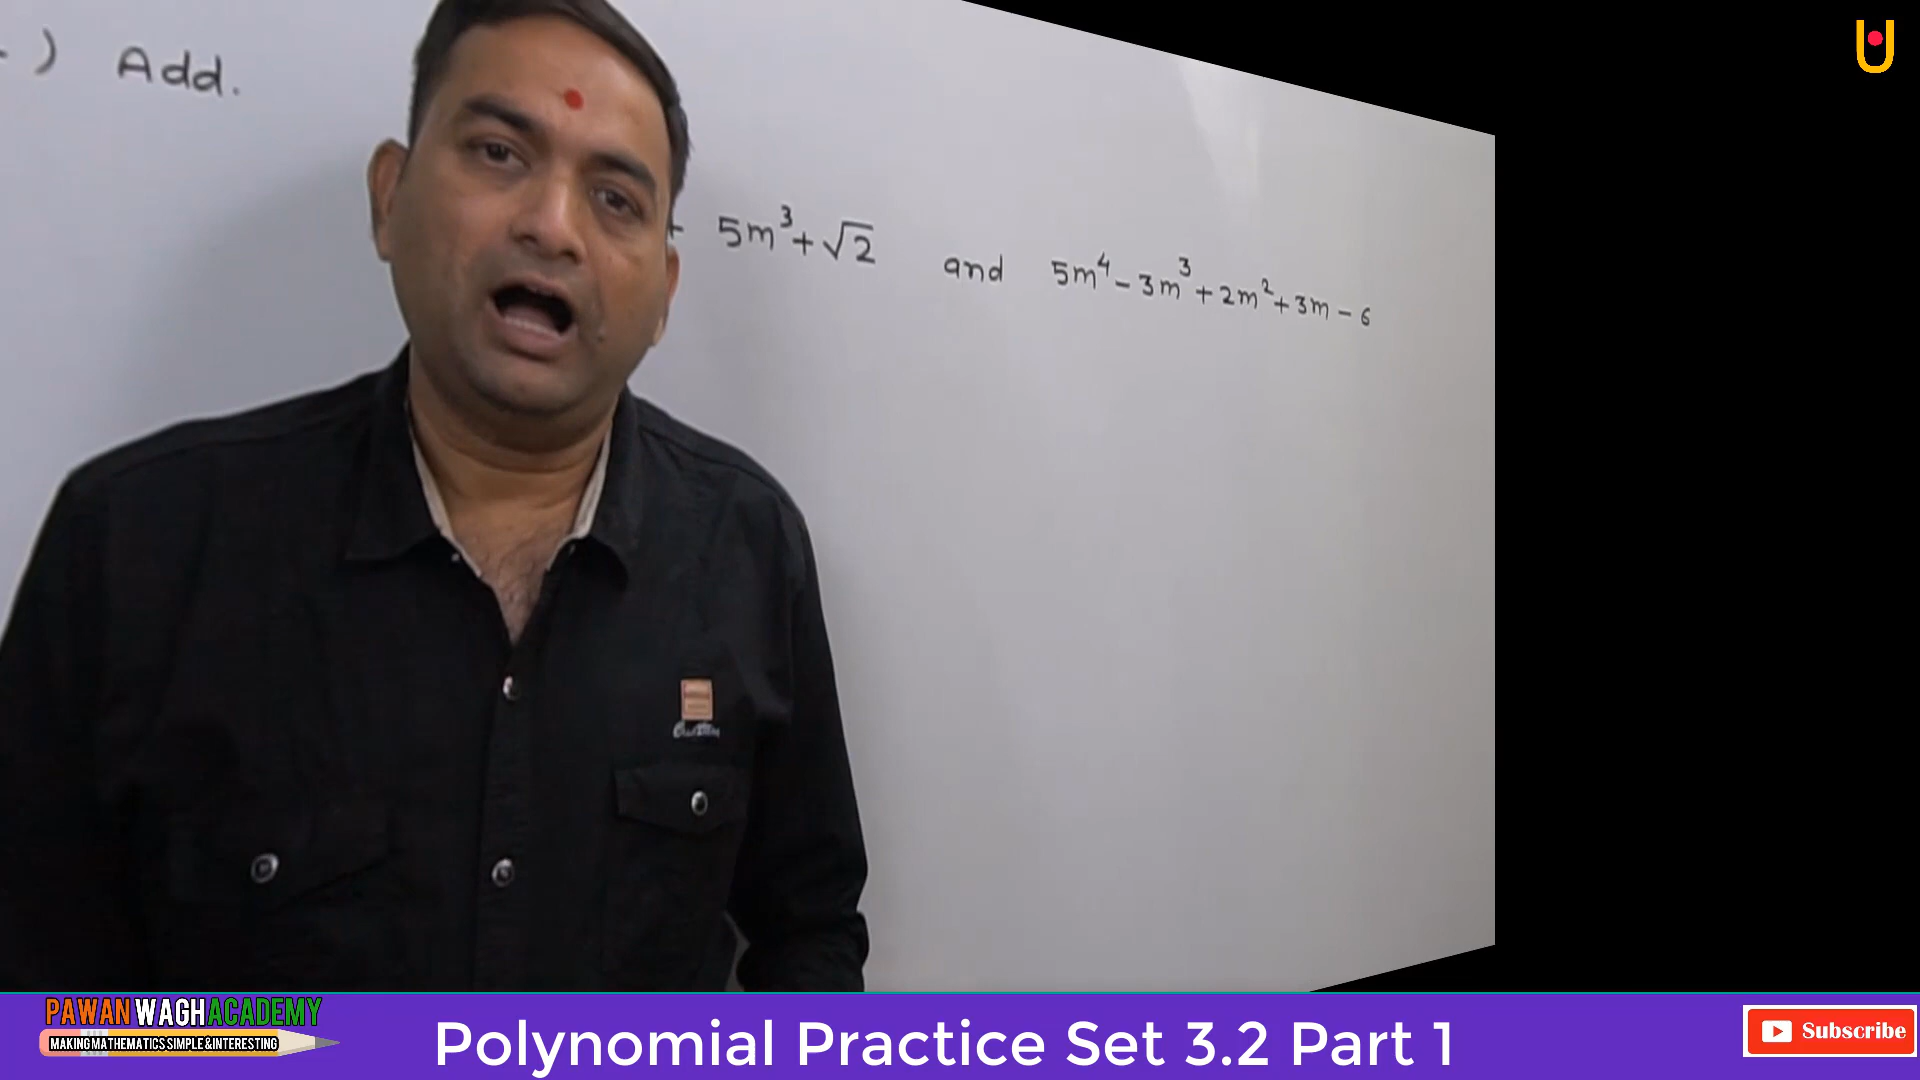 ) Add.
+ 5m³ + √2 and 5m⁴ - 3m³ + 2m² + 3m - 6
PAWAN WAGH ACADEMY
MAKING MATHEMATICS SIMPLE & INTERESTING
Polynomial Practice Set 3.2 Part 1
Subscribe